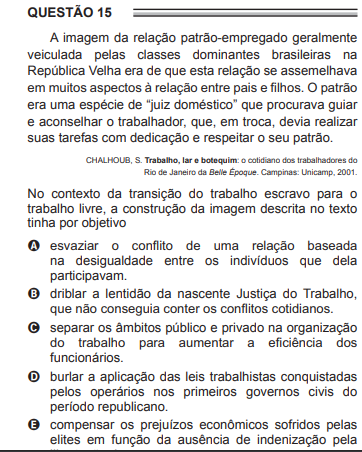 QUESTÃO 15
A imagem da relação patrão-empregado geralmente
veiculada pelas classes dominantes brasileiras na
República Velha era de que esta relação se assemelhava
em muitos aspectos à relação entre pais e filhos. O patrão
era uma espécie de “juiz doméstico” que procurava guiar
e aconselhar o trabalhador, que, em troca, devia realizar
suas tarefas com dedicação e respeitar o seu patrão.
CHALHOUB, S. Trabalho, lar e botequim: o cotidiano dos trabalhadores do
Rio de Janeiro da Belle Époque. Campinas: Unicamp, 2001.
No contexto da transição do trabalho escravo para o
trabalho livre, a construção da imagem descrita no texto
tinha por objetivo
A esvaziar o conflito de uma relação baseada
na desigualdade entre os indivíduos que dela
participavam.
B driblar a lentidão da nascente Justiça do Trabalho,
que não conseguia conter os conflitos cotidianos.
C separar os âmbitos público e privado na organização
do trabalho para aumentar a eficiência dos
funcionários.
D burlar a aplicação das leis trabalhistas conquistadas
pelos operários nos primeiros governos civis do
período republicano.
E compensar os prejuízos econômicos sofridos pelas
elites em função da ausência de indenização pela